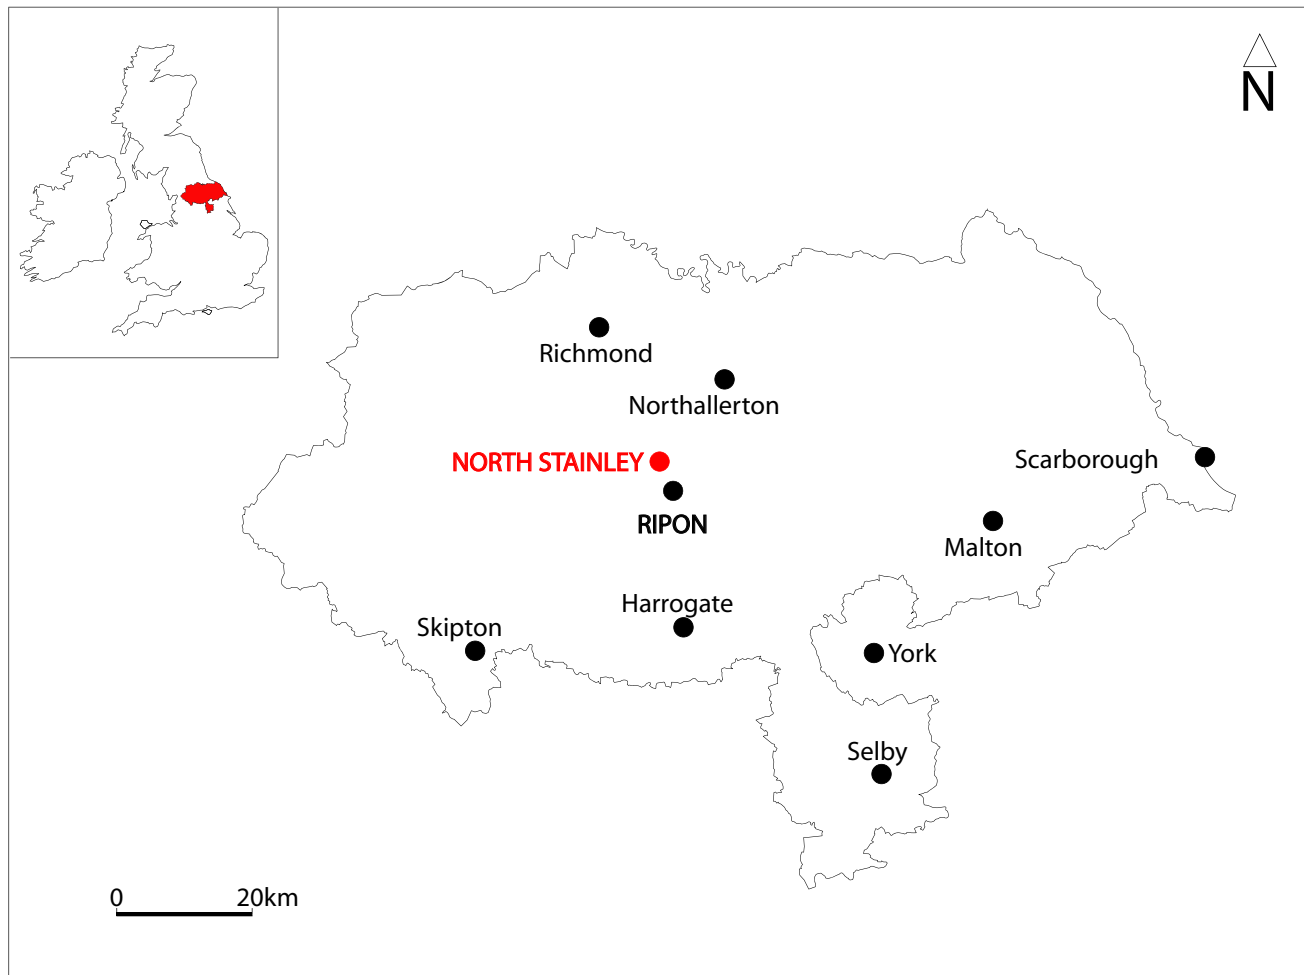 N
Richmond
Northallerton
NORTH STAINLEY
Scarborough
RIPON
Malton
Harrogate
Skipton
York
Selby
0 20km